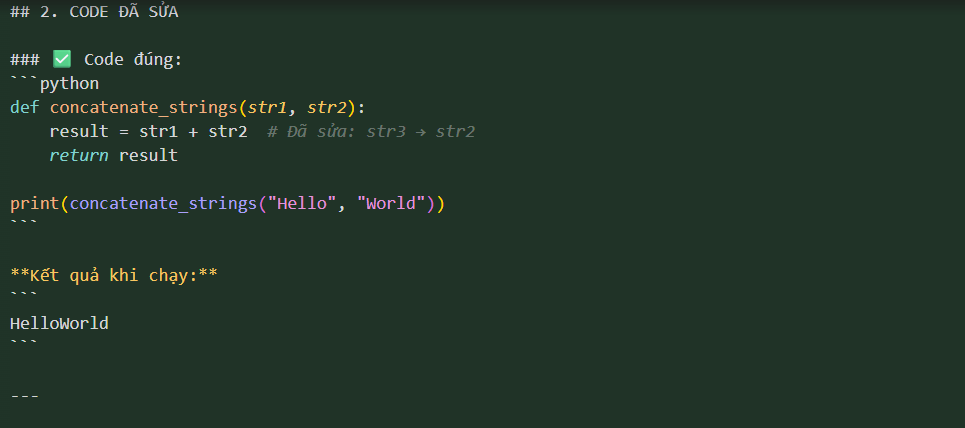 ## 2. CODE ĐÃ SỬA
### ✅ Code đúng:
```python
def concatenate_strings(str1, str2):
    result = str1 + str2  # Đã sửa: str3 → str2
    return result
print(concatenate_strings("Hello", "World"))
```
**Kết quả khi chạy:**
```
HelloWorld
```
---